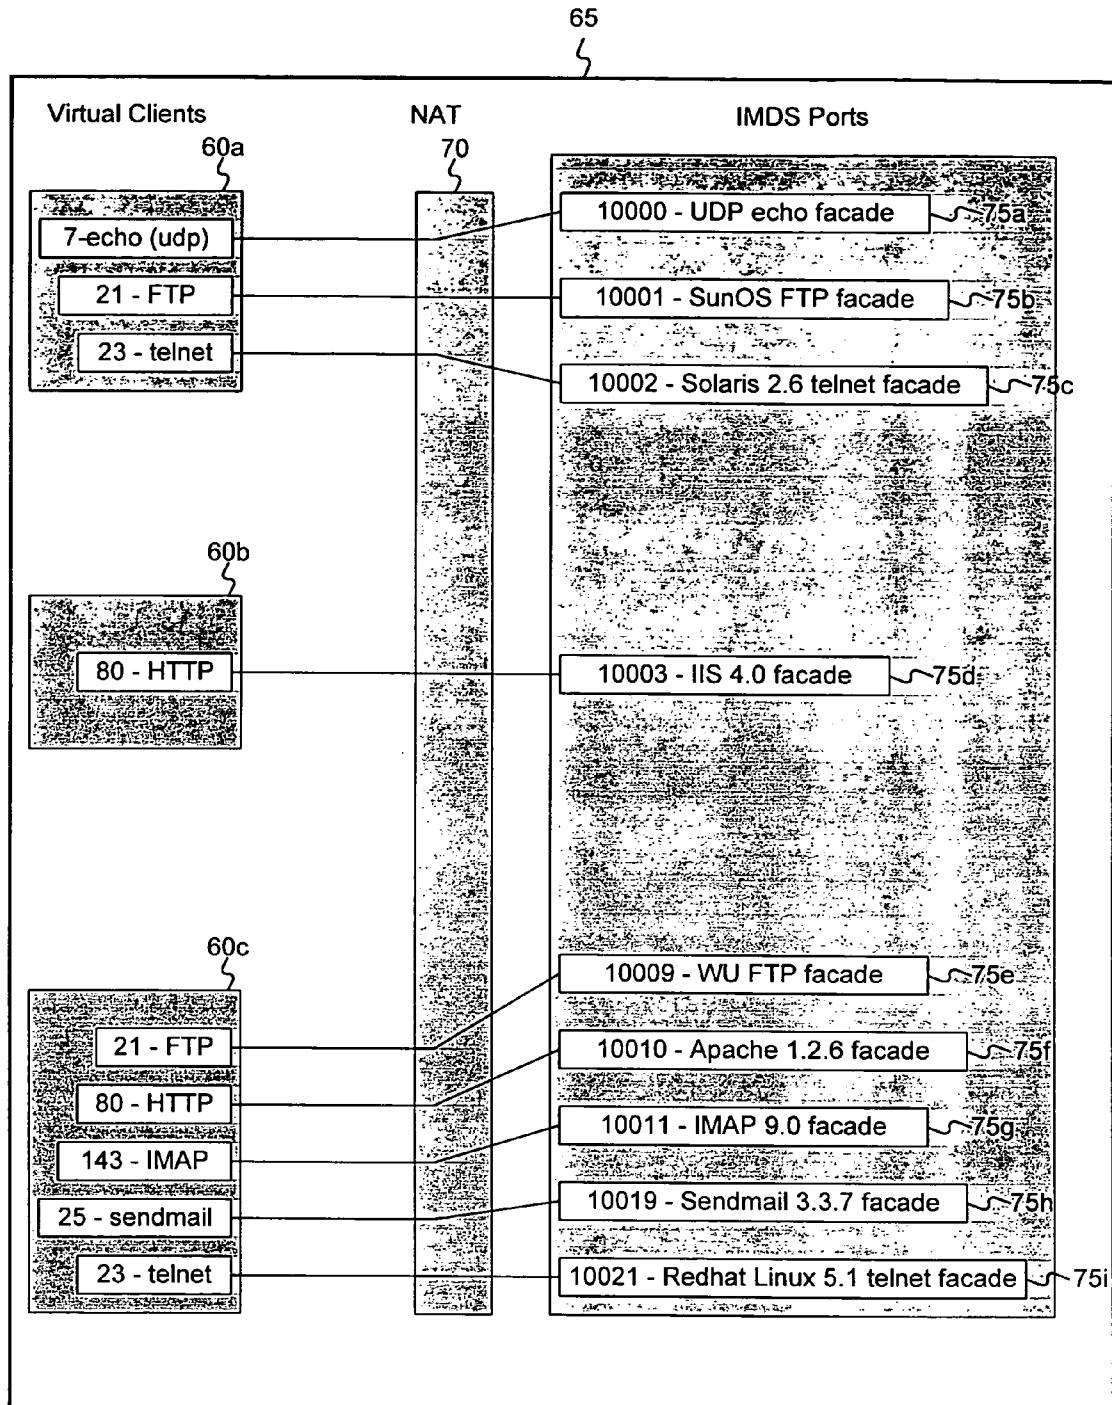 65
Virtual Clients NAT IMDS Ports
60a 70
7-echo (udp) 10000 - UDP echo facade 75a
21 - FTP 10001 - SunOS FTP facade 75b
23 - telnet 10002 - Solaris 2.6 telnet facade 75c
60b
80 - HTTP 10003 - IIS 4.0 facade 75d
60c
10009 - WU FTP facade 75e
21 - FTP
10010 - Apache 1.2.6 facade 75f
80 - HTTP
10011 - IMAP 9.0 facade 75g
143 - IMAP
10019 - Sendmail 3.3.7 facade 75h
25 - sendmail
23 - telnet 10021 - Redhat Linux 5.1 telnet facade 75i